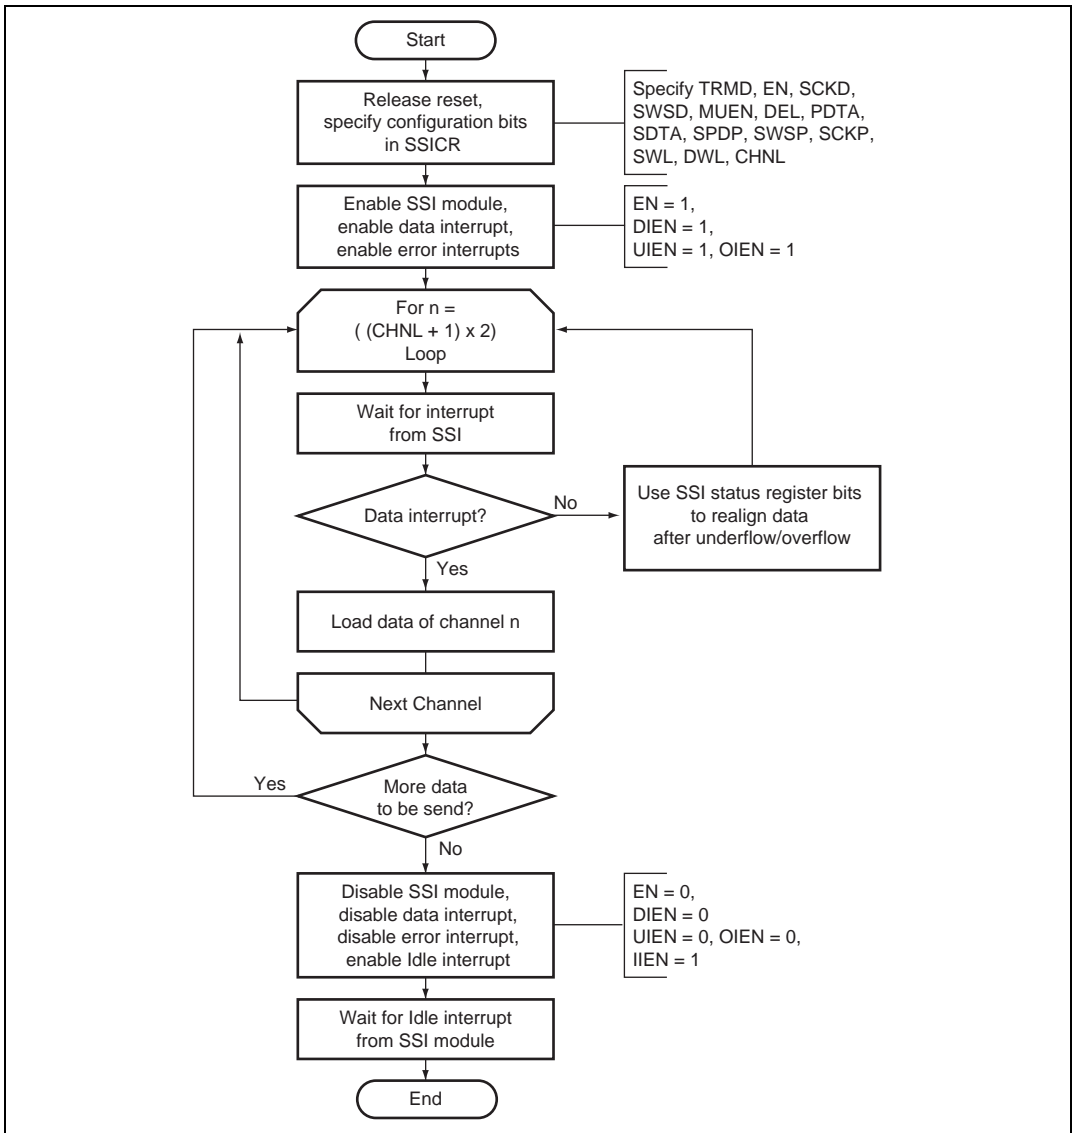 Start
Release reset,
specify configuration bits
in SSICR
Specify TRMD, EN, SCKD,
SWSD, MUEN, DEL, PDTA,
SDTA, SPDP, SWSP, SCKP,
SWL, DWL, CHNL
Enable SSI module,
enable data interrupt,
enable error interrupts
EN = 1,
DIEN = 1,
UIEN = 1, OIEN = 1
For n =
( (CHNL + 1) x 2)
Loop
Wait for interrupt
from SSI
Data interrupt?
No
Use SSI status register bits
to realign data
after underflow/overflow
Yes
Load data of channel n
Next Channel
Yes
More data
to be send?
No
Disable SSI module,
disable data interrupt,
disable error interrupt,
enable Idle interrupt
EN = 0,
DIEN = 0
UIEN = 0, OIEN = 0,
IIEN = 1
Wait for Idle interrupt
from SSI module
End